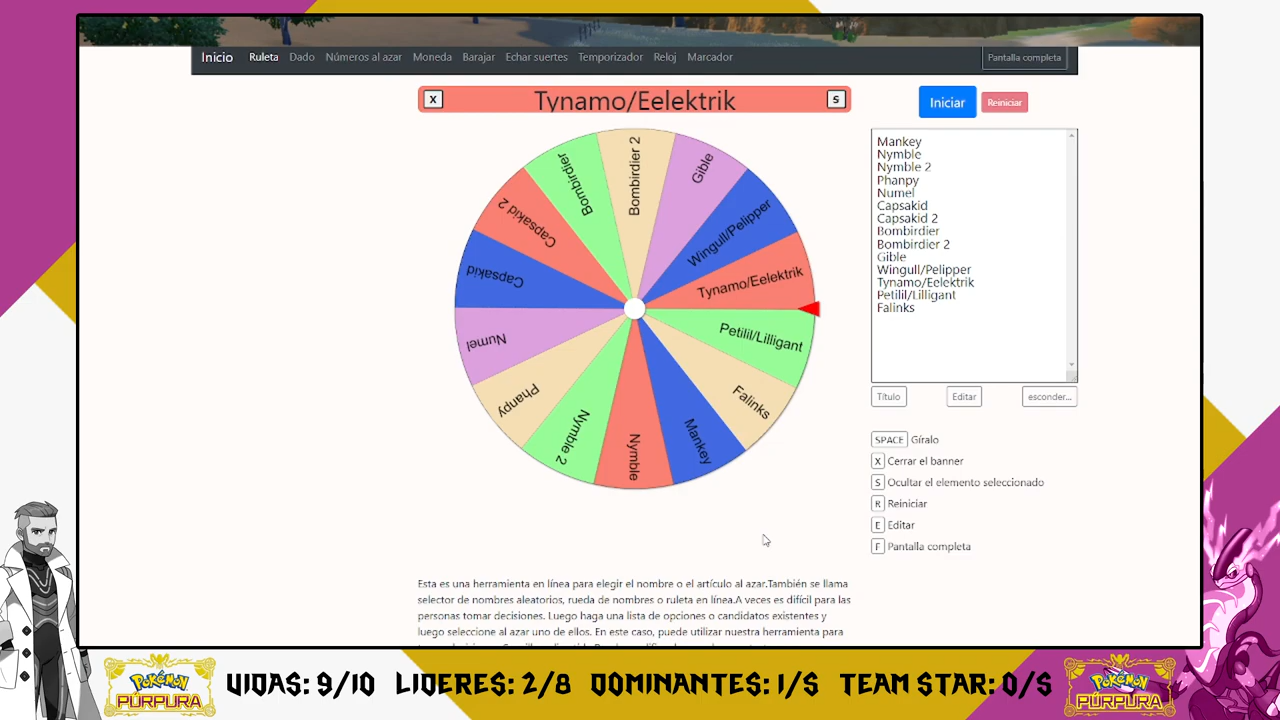 Inicio Ruleta Dado Números al azar Moneda Barajar Echar suertes Temporizador Reloj Marcador Pantalla completa
X Tynamo/Eelektrik S
Iniciar Reiniciar
Bombirdier
Bombirdier 2
Gible
Wingull/Pelipper
Tynamo/Eelektrik
Petilil/Lilligant
Falinks
Mankey
Nymble
Nymble 2
Phanpy
Numel
Capsakid
Capsakid 2
Mankey
Nymble
Nymble 2
Phanpy
Numel
Capsakid
Capsakid 2
Bombirdier
Bombirdier 2
Gible
Wingull/Pelipper
Tynamo/Eelektrik
Petilil/Lilligant
Falinks
Título Editar esconder...
SPACE Gíralo
X Cerrar el banner
S Ocultar el elemento seleccionado
R Reiniciar
E Editar
F Pantalla completa
Esta es una herramienta en línea para elegir el nombre o el artículo al azar.También se llama
selector de nombres aleatorios, rueda de nombres o ruleta en línea.A veces es difícil para las
personas tomar decisiones. Luego haga una lista de opciones o candidatos existentes y
luego seleccione al azar uno de ellos. En este caso, puede utilizar nuestra herramienta para
Pokémon PÚRPURA VIDAS: 9/10 LIDERES: 2/8 DOMINANTES: 1/5 TEAM STAR: 0/5 Pokémon PÚRPURA